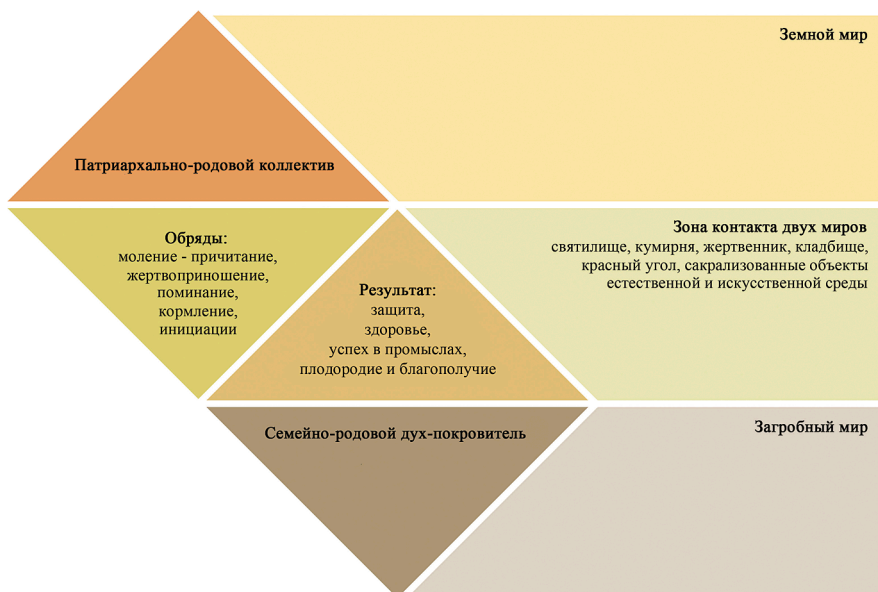 Земной мир
Патриархально-родовой коллектив
Обряды:
моление - причитание,
жертвоприношение,
поминание,
кормление,
инициации
Результат:
защита,
здоровье,
успех в промыслах,
плодородие и благополучие
Зона контакта двух миров
святилище, кумирня, жертвенник, кладбище,
красный угол, сакрализованные объекты
естественной и искусственной среды
Семейно-родовой дух-покровитель
Загробный мир